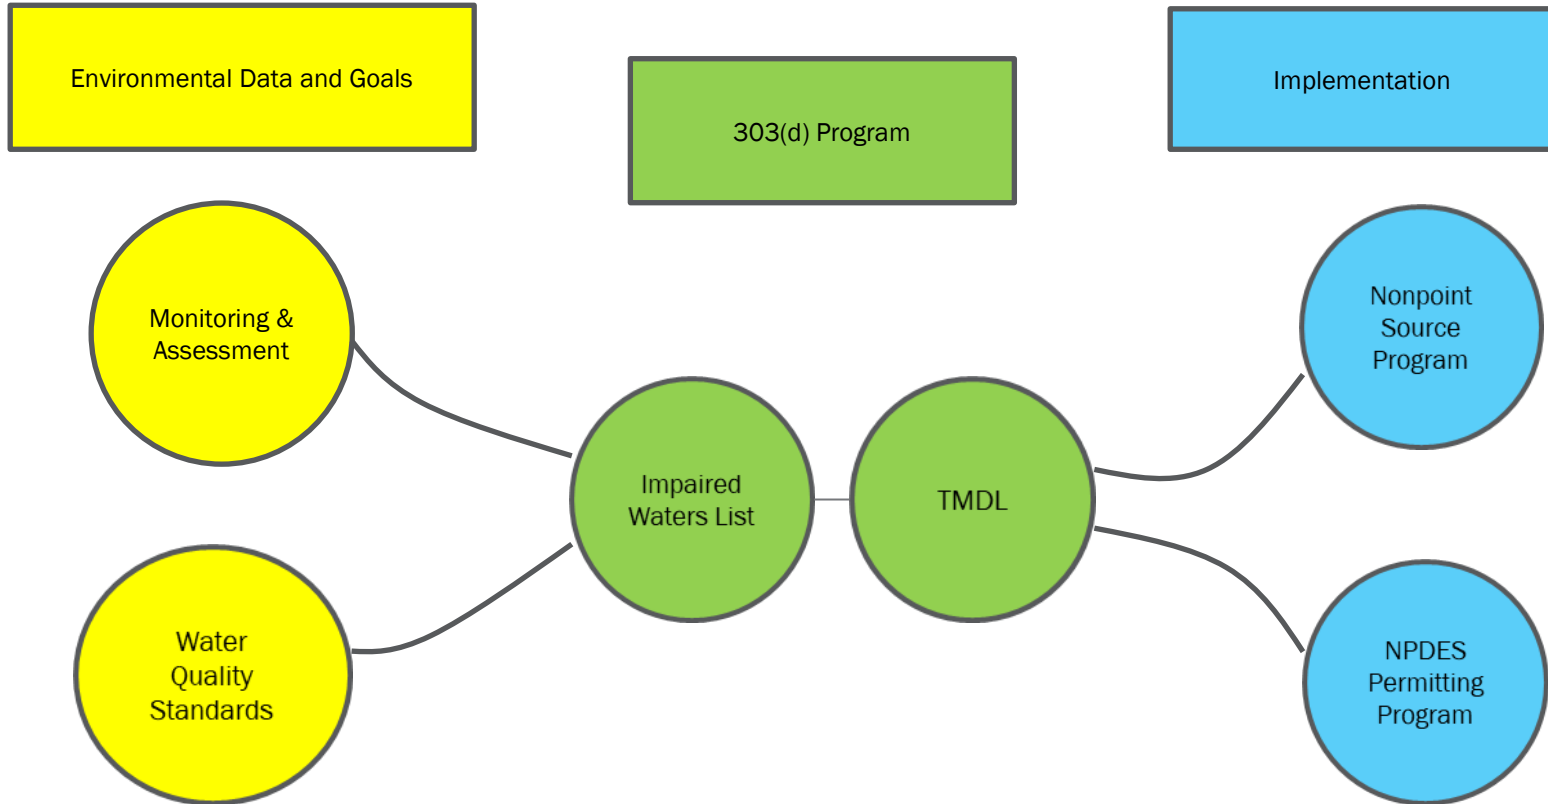 Environmental Data and Goals
303(d) Program
Implementation
Monitoring &
Assessment
Impaired
Waters List
TMDL
Nonpoint
Source
Program
Water
Quality
Standards
NPDES
Permitting
Program